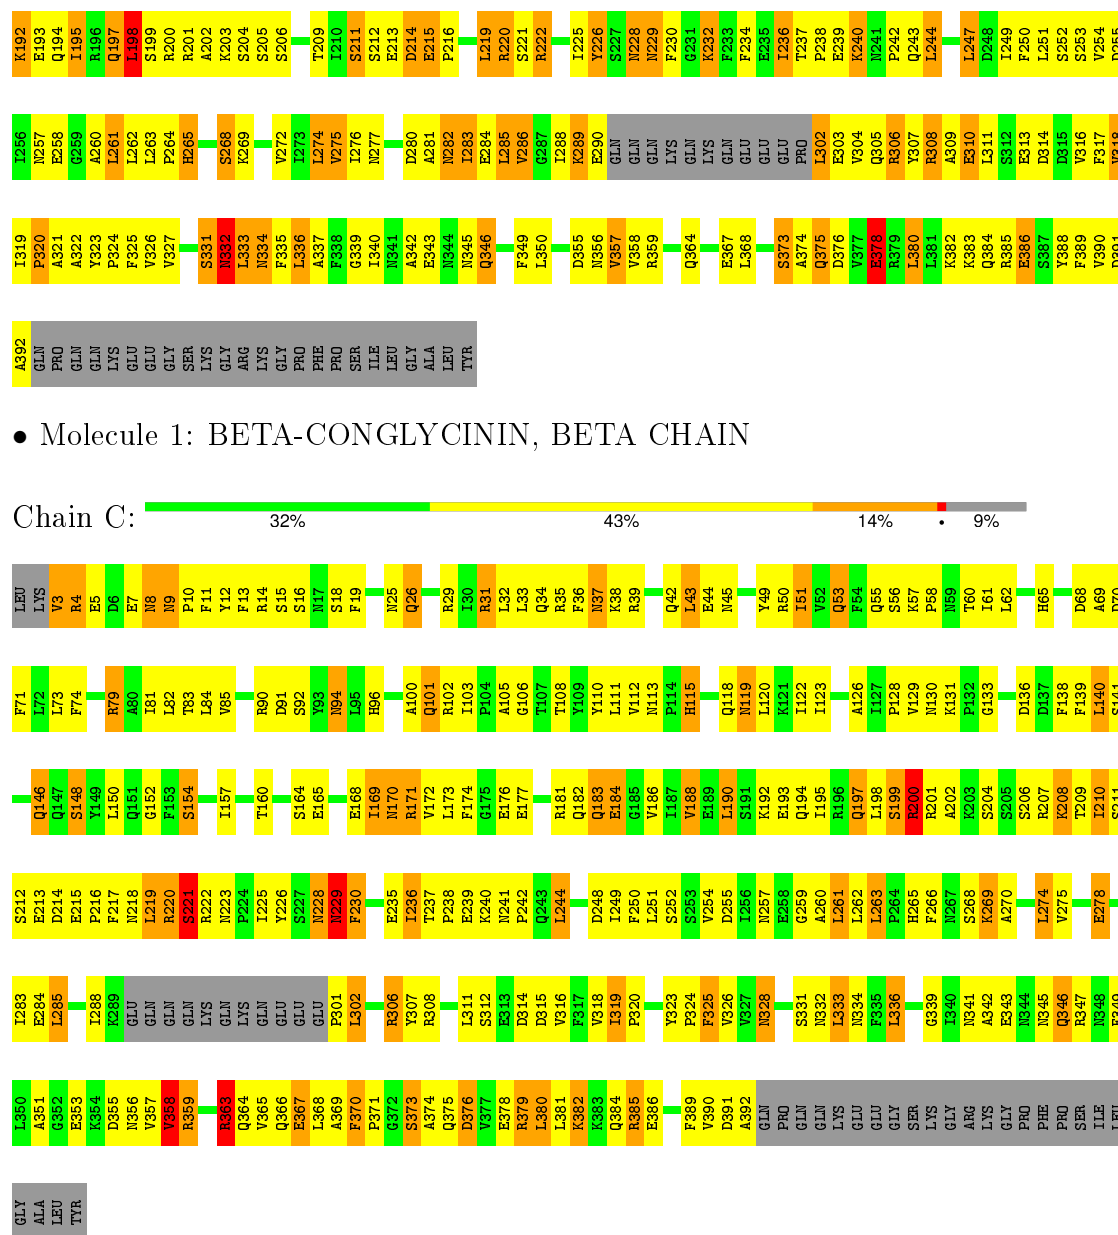 K192 E193 Q194 I195 R196 Q197 L198 S199 R200 R201 A202 K203 S204 S205 S206 T209 I210 S211 S212 E213 D214 E215 P216 L219 R220 S221 R222 I225 Y226 S227 N228 N229 F230 G231 K232 F233 F234 E235 I236 T237 P238 E239 K240 N241 P242 Q243 L244 L247 D248 I249 F250 L251 S252 S253 V254 D255
I256 N257 E258 G259 A260 L261 L262 L263 P264 H265 S268 K269 V272 I273 L274 V275 I276 N277 D280 A281 N282 I283 E284 L285 V286 G287 I288 K289 E290 GLN GLN GLN LYS GLN LYS GLN GLU GLU GLU PRO L302 E303 V304 Q305 R306 Y307 R308 A309 E310 L311 S312 E313 D314 D315 V316 F317 V318
I319 P320 A321 A322 Y323 P324 F325 V326 V327 S331 N332 L333 N334 F335 L336 A337 F338 G339 I340 N341 A342 E343 N344 N345 Q346 F349 L350 D355 N356 V357 V358 R359 Q364 E367 L368 S373 A374 Q375 D376 V377 E378 R379 L380 L381 K382 K383 Q384 R385 E386 S387 Y388 F389 V390 D391
A392 GLN PRO GLN GLN LYS GLU GLU GLY SER LYS GLY ARG LYS GLY PRO PHE PRO SER ILE LEU GLY ALA LEU TYR
• Molecule 1: BETA-CONGLYCININ, BETA CHAIN
Chain C: 32% 43% 14% • 9%
LEU LYS V3 R4 E5 D6 E7 N8 N9 P10 F11 Y12 F13 R14 S15 S16 N17 S18 F19 N25 Q26 R29 I30 R31 L32 L33 Q34 R35 F36 N37 K38 R39 Q42 L43 E44 N45 Y49 R50 I51 V52 Q53 F54 Q55 S56 K57 P58 N59 T60 I61 L62 H65 D68 A69 D70
F71 L72 L73 F74 R79 A80 I81 L82 T83 L84 V85 R90 D91 S92 Y93 N94 L95 H96 A100 Q101 R102 I103 P104 A105 G106 T107 T108 Y109 Y110 L111 V112 N113 P114 H115 Q118 N119 L120 K121 I122 I123 A126 I127 P128 V129 N130 K131 P132 G133 D136 D137 F138 F139 L140 S141
Q146 Q147 S148 Y149 L150 Q151 G152 F153 S154 I157 T160 S164 E165 E168 I169 N170 R171 V172 L173 F174 G175 E176 E177 R181 Q182 Q183 E184 G185 V186 I187 V188 E189 L190 S191 K192 E193 Q194 I195 R196 Q197 L198 S199 R200 R201 A202 K203 S204 S205 S206 R207 K208 T209 I210 S211
S212 E213 D214 E215 P216 F217 N218 L219 R220 S221 R222 N223 P224 I225 Y226 S227 N228 N229 F230 E235 I236 T237 P238 E239 K240 N241 P242 Q243 L244 D248 I249 F250 L251 S252 S253 V254 D255 I256 N257 E258 G259 A260 L261 L262 L263 P264 H265 F266 N267 S268 K269 A270 L274 V275 E278
I283 E284 L285 I288 K289 GLU GLN GLN GLN LYS GLN LYS GLN GLU GLU GLU P301 L302 R306 Y307 R308 L311 S312 E313 D314 D315 V316 F317 V318 I319 P320 Y323 P324 F325 V326 V327 N328 S331 N332 L333 N334 F335 L336 G339 I340 N341 A342 E343 N344 N345 Q346 R347 N348 F349
L350 A351 G352 E353 K354 D355 N356 V357 V358 R359 R363 Q364 V365 Q366 E367 L368 A369 F370 P371 G372 S373 A374 Q375 D376 V377 E378 R379 L380 L381 K382 K383 Q384 R385 E386 F389 V390 D391 A392 GLN PRO GLN GLN LYS GLU GLU GLY SER LYS GLY ARG LYS GLY PRO PHE PRO SER ILE LEU
GLY ALA LEU TYR